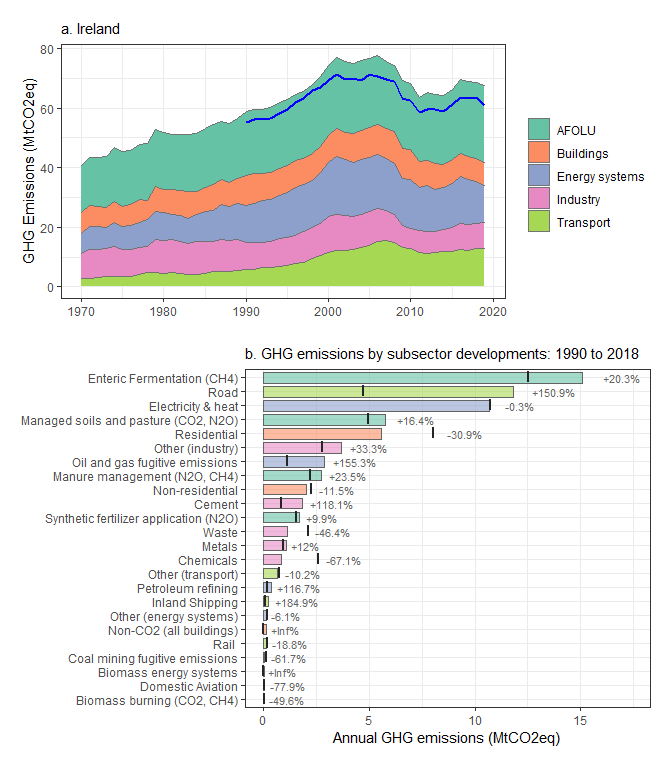 a. Ireland
GHG Emissions (MtCO2eq)
80
60
40
20
0
1970
1980
1990
2000
2010
2020
AFOLU
Buildings
Energy systems
Industry
Transport
b. GHG emissions by subsector developments: 1990 to 2018
Enteric Fermentation (CH4) +20.3%
Road +150.9%
Electricity & heat -0.3%
Managed soils and pasture (CO2, N2O) +16.4%
Residential -30.9%
Other (industry) +33.3%
Oil and gas fugitive emissions +155.3%
Manure management (N2O, CH4) +23.5%
Non-residential -11.5%
Cement +118.1%
Synthetic fertilizer application (N2O) +9.9%
Waste -46.4%
Metals +12%
Chemicals -67.1%
Other (transport) -10.2%
Petroleum refining +116.7%
Inland Shipping +184.9%
Other (energy systems) -6.1%
Non-CO2 (all buildings) +Inf%
Rail -18.8%
Coal mining fugitive emissions -61.7%
Biomass energy systems +Inf%
Domestic Aviation -77.9%
Biomass burning (CO2, CH4) -49.6%
0
5
10
15
Annual GHG emissions (MtCO2eq)